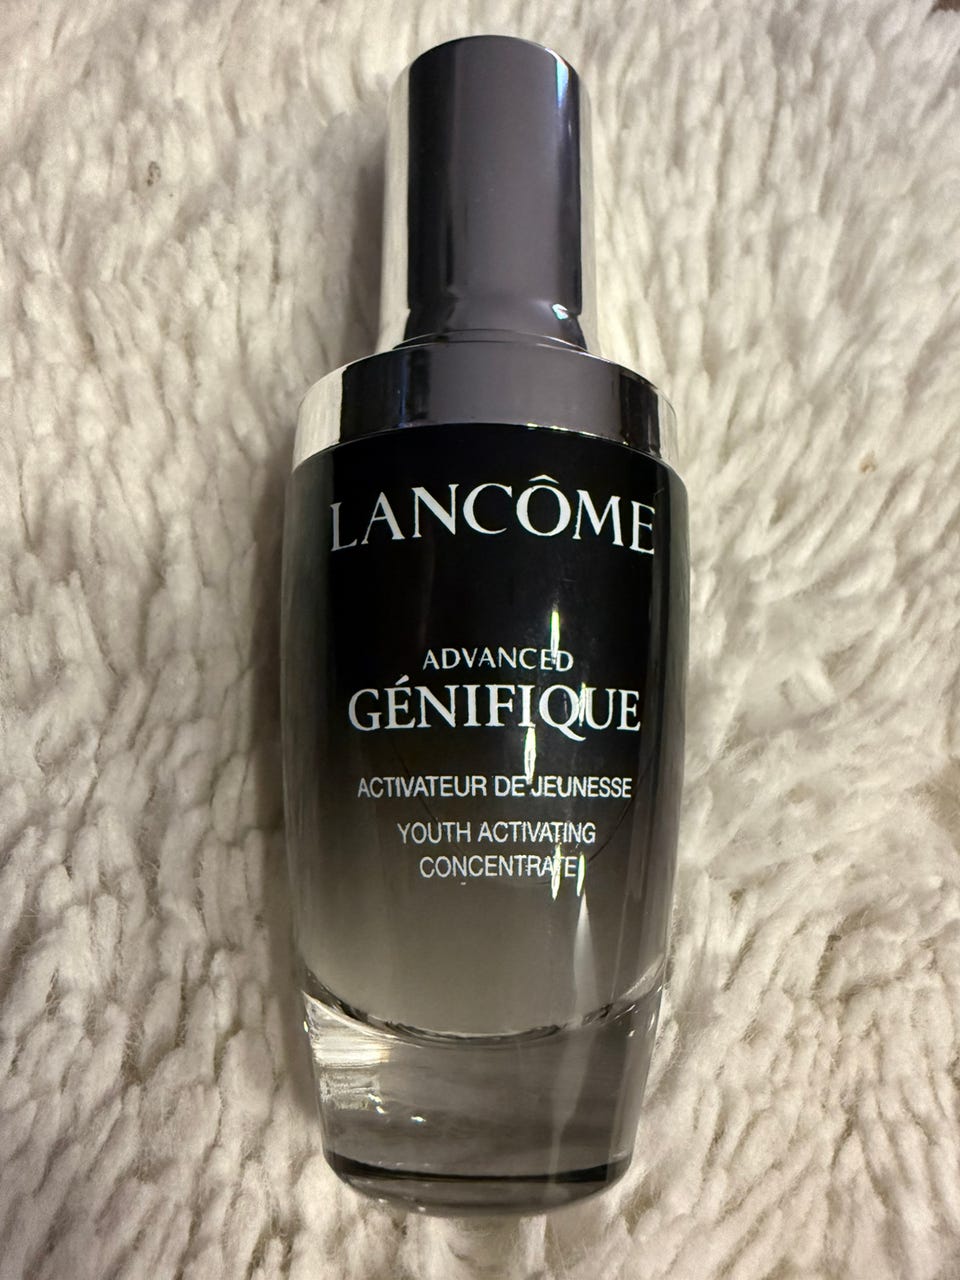 LANCÔME
ADVANCED
GÉNIFIQUE
ACTIVATEUR DE JEUNESSE
YOUTH ACTIVATING
CONCENTRATE